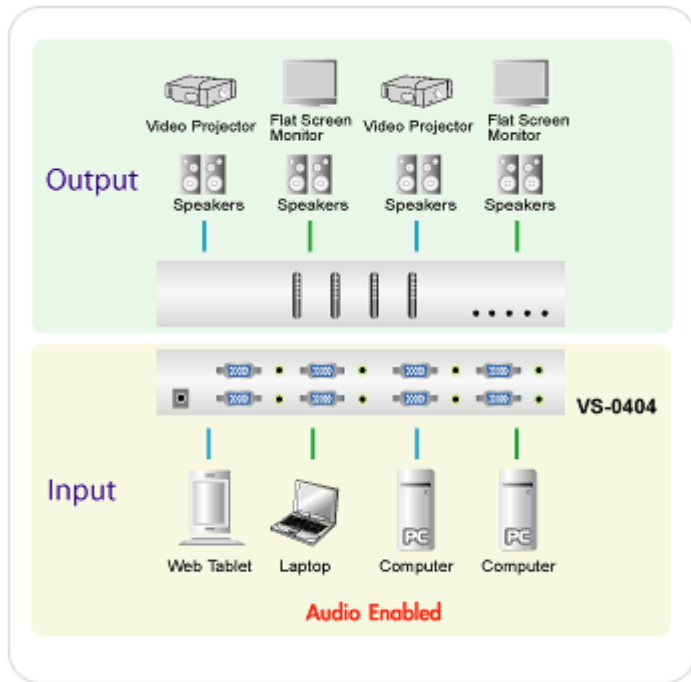 Video Projector
Flat Screen
Monitor
Video Projector
Flat Screen
Monitor
Output
Speakers
Speakers
Speakers
Speakers
VS-0404
Input
PC
PC
Web Tablet
Laptop
Computer
Computer
Audio Enabled